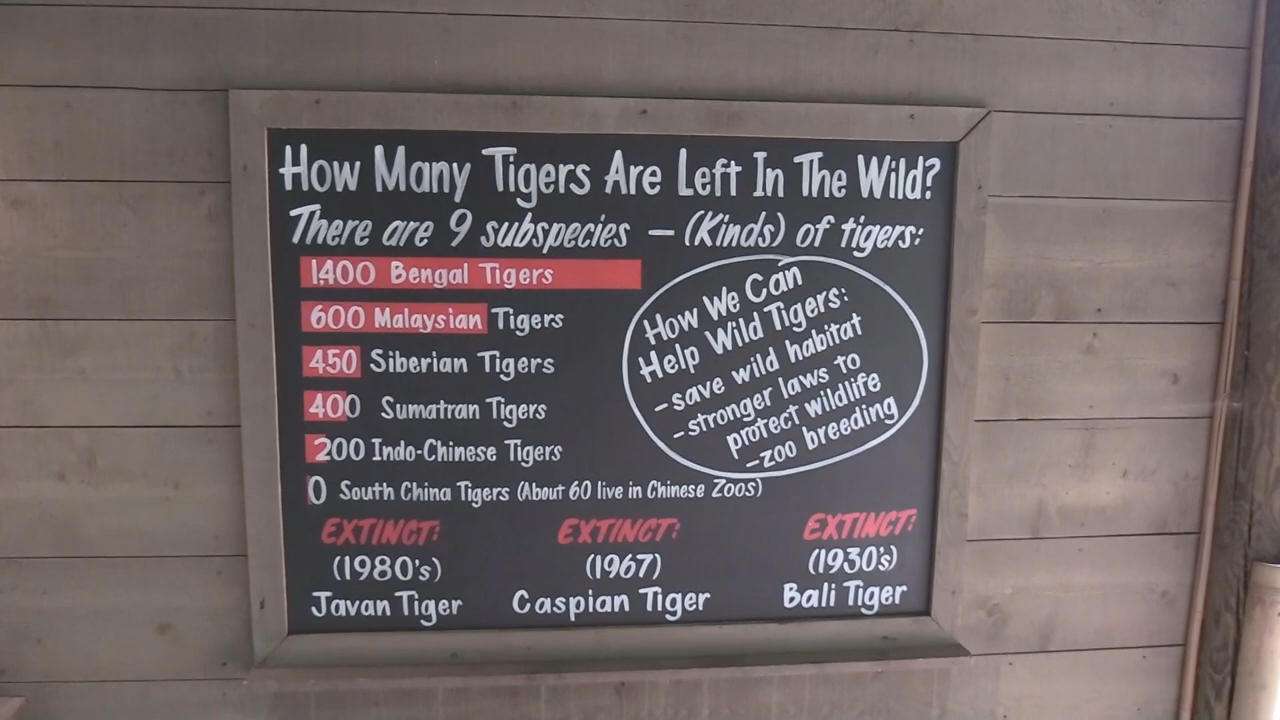 How Many Tigers Are Left In The Wild?
There are 9 subspecies – (Kinds) of tigers:
1,400 Bengal Tigers
600 Malaysian Tigers
450 Siberian Tigers
400 Sumatran Tigers
200 Indo-Chinese Tigers
0 South China Tigers (About 60 live in Chinese Zoos)
How We Can
Help Wild Tigers:
-save wild habitat
-stronger laws to
protect wildlife
-zoo breeding
EXTINCT:
(1980's)
Javan Tiger
EXTINCT:
(1967)
Caspian Tiger
EXTINCT:
(1930's)
Bali Tiger